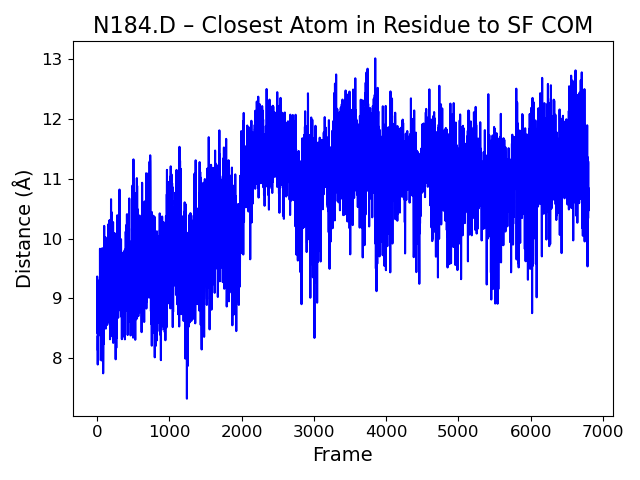 N184.D – Closest Atom in Residue to SF COM
13
12
11
10
9
8
Distance (Å)
0 1000 2000 3000 4000 5000 6000 7000
Frame